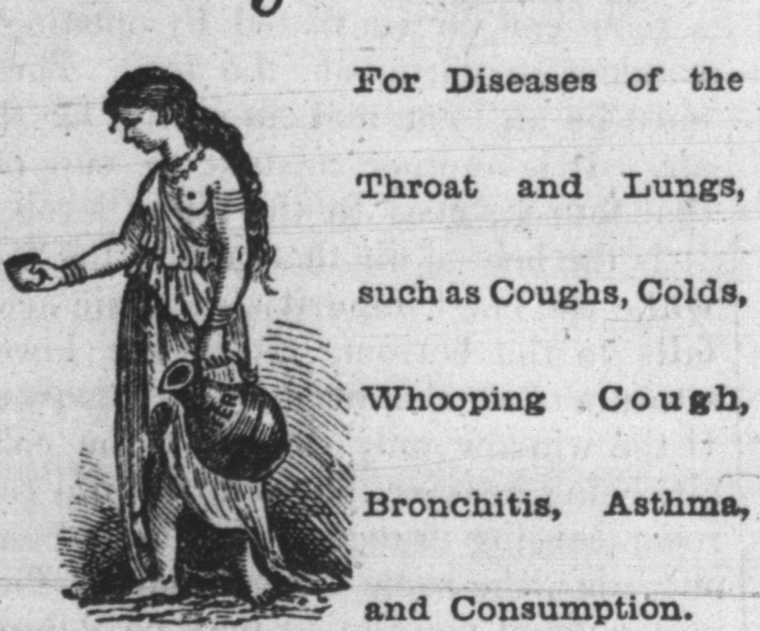 For Diseases of the
Throat and Lungs,
such as Coughs, Colds,
Whooping Cough,
Bronchitis, Asthma,
and Consumption.